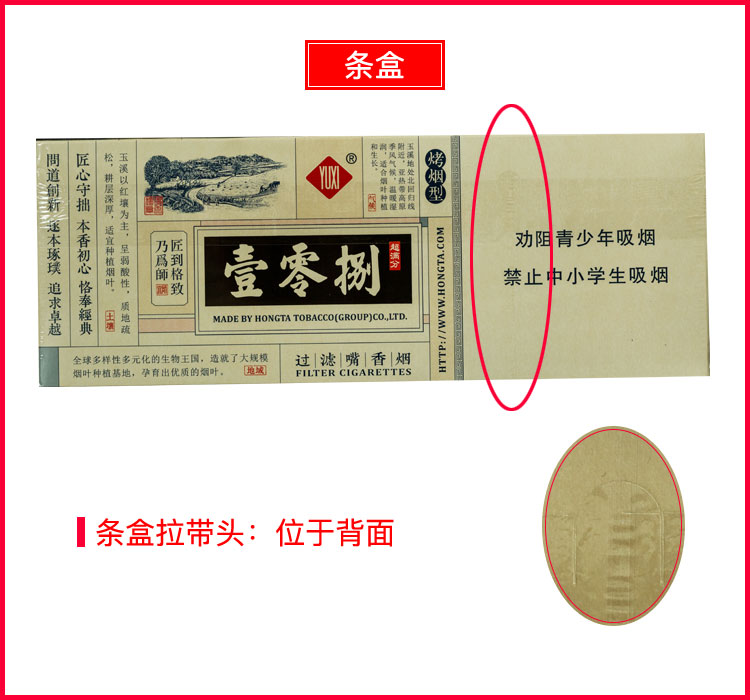 条盒
問道創新 逐本琢璞 追求卓越
匠心守拙 本香初心 恪奉經典
玉溪以红壤为主，呈弱酸性，质地疏
松，耕层深厚，适宜种植烟叶。
土壤
YUXI
®
玉溪地处北回归线
附近，亚热带高原
季风气候，温暖湿
润，适合烟叶种植
和生长。
气候
烤烟型
匠到格致
乃爲師
壹零捌
超满分
MADE BY HONGTA TOBACCO(GROUP)CO.,LTD.
HTTP://WWW.HONGTA.COM
全球多样性多元化的生物王国，造就了大规模
烟叶种植基地，孕育出优质的烟叶。
地域
过滤嘴香烟
FILTER CIGARETTES
劝阻青少年吸烟
禁止中小学生吸烟
条盒拉带头：位于背面